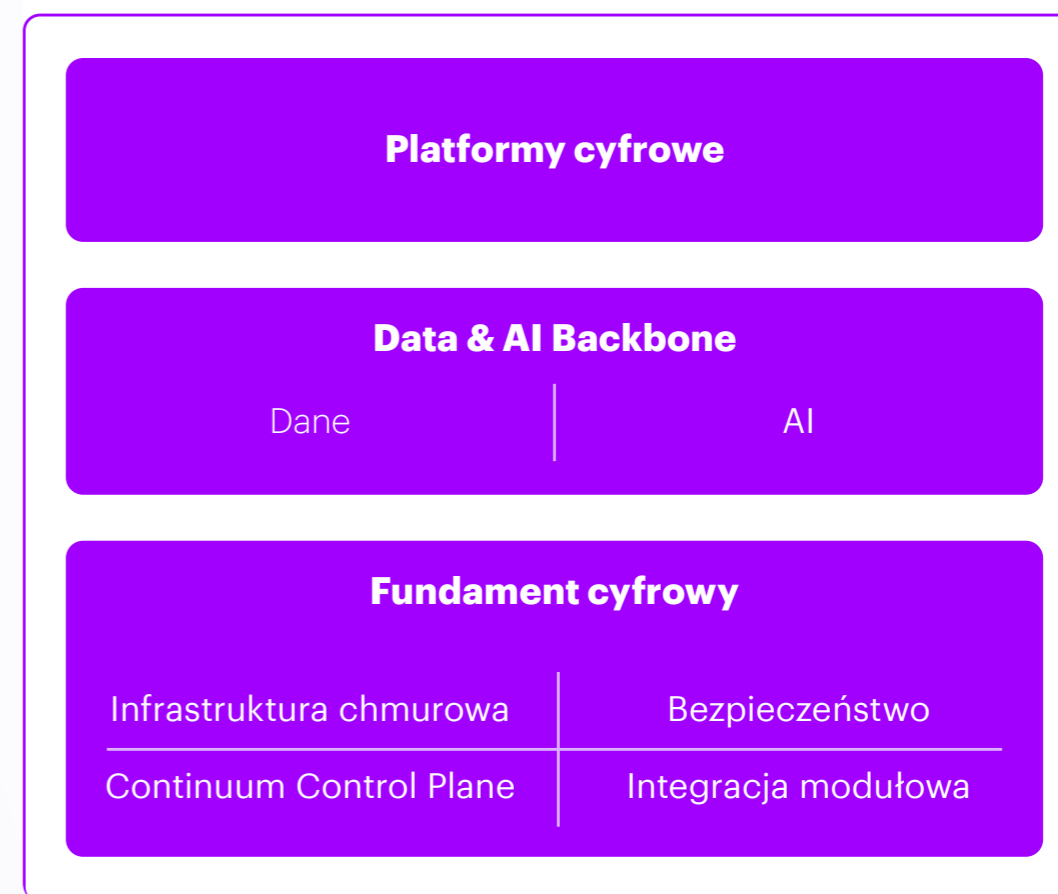 Platformy cyfrowe
Data & AI Backbone
Dane
AI
Fundament cyfrowy
Infrastruktura chmurowa
Bezpieczeństwo
Continuum Control Plane
Integracja modułowa